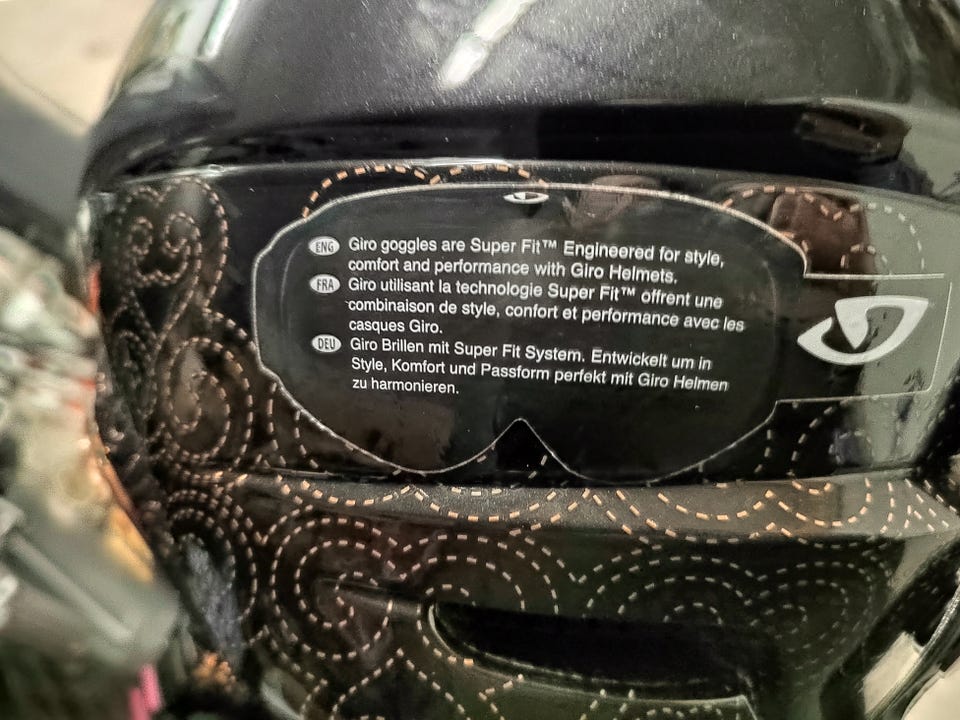 ENG Giro goggles are Super Fit™ Engineered for style,
comfort and performance with Giro Helmets.
FRA Giro utilisant la technologie Super Fit™ offrent une
combinaison de style, confort et performance avec les
casques Giro.
DEU Giro Brillen mit Super Fit System. Entwickelt um in
Style, Komfort und Passform perfekt mit Giro Helmen
zu harmonieren.